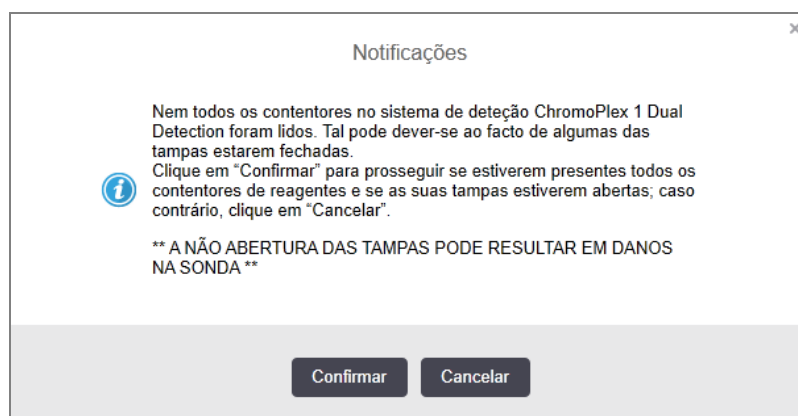 Notificações
Nem todos os contentores no sistema de deteção ChromoPlex 1 Dual
Detection foram lidos. Tal pode dever-se ao facto de algumas das
tampas estarem fechadas.
Clique em “Confirmar” para prosseguir se estiverem presentes todos os
contentores de reagentes e se as suas tampas estiverem abertas; caso
contrário, clique em “Cancelar”.
** A NÃO ABERTURA DAS TAMPAS PODE RESULTAR EM DANOS
NA SONDA **
Confirmar Cancelar